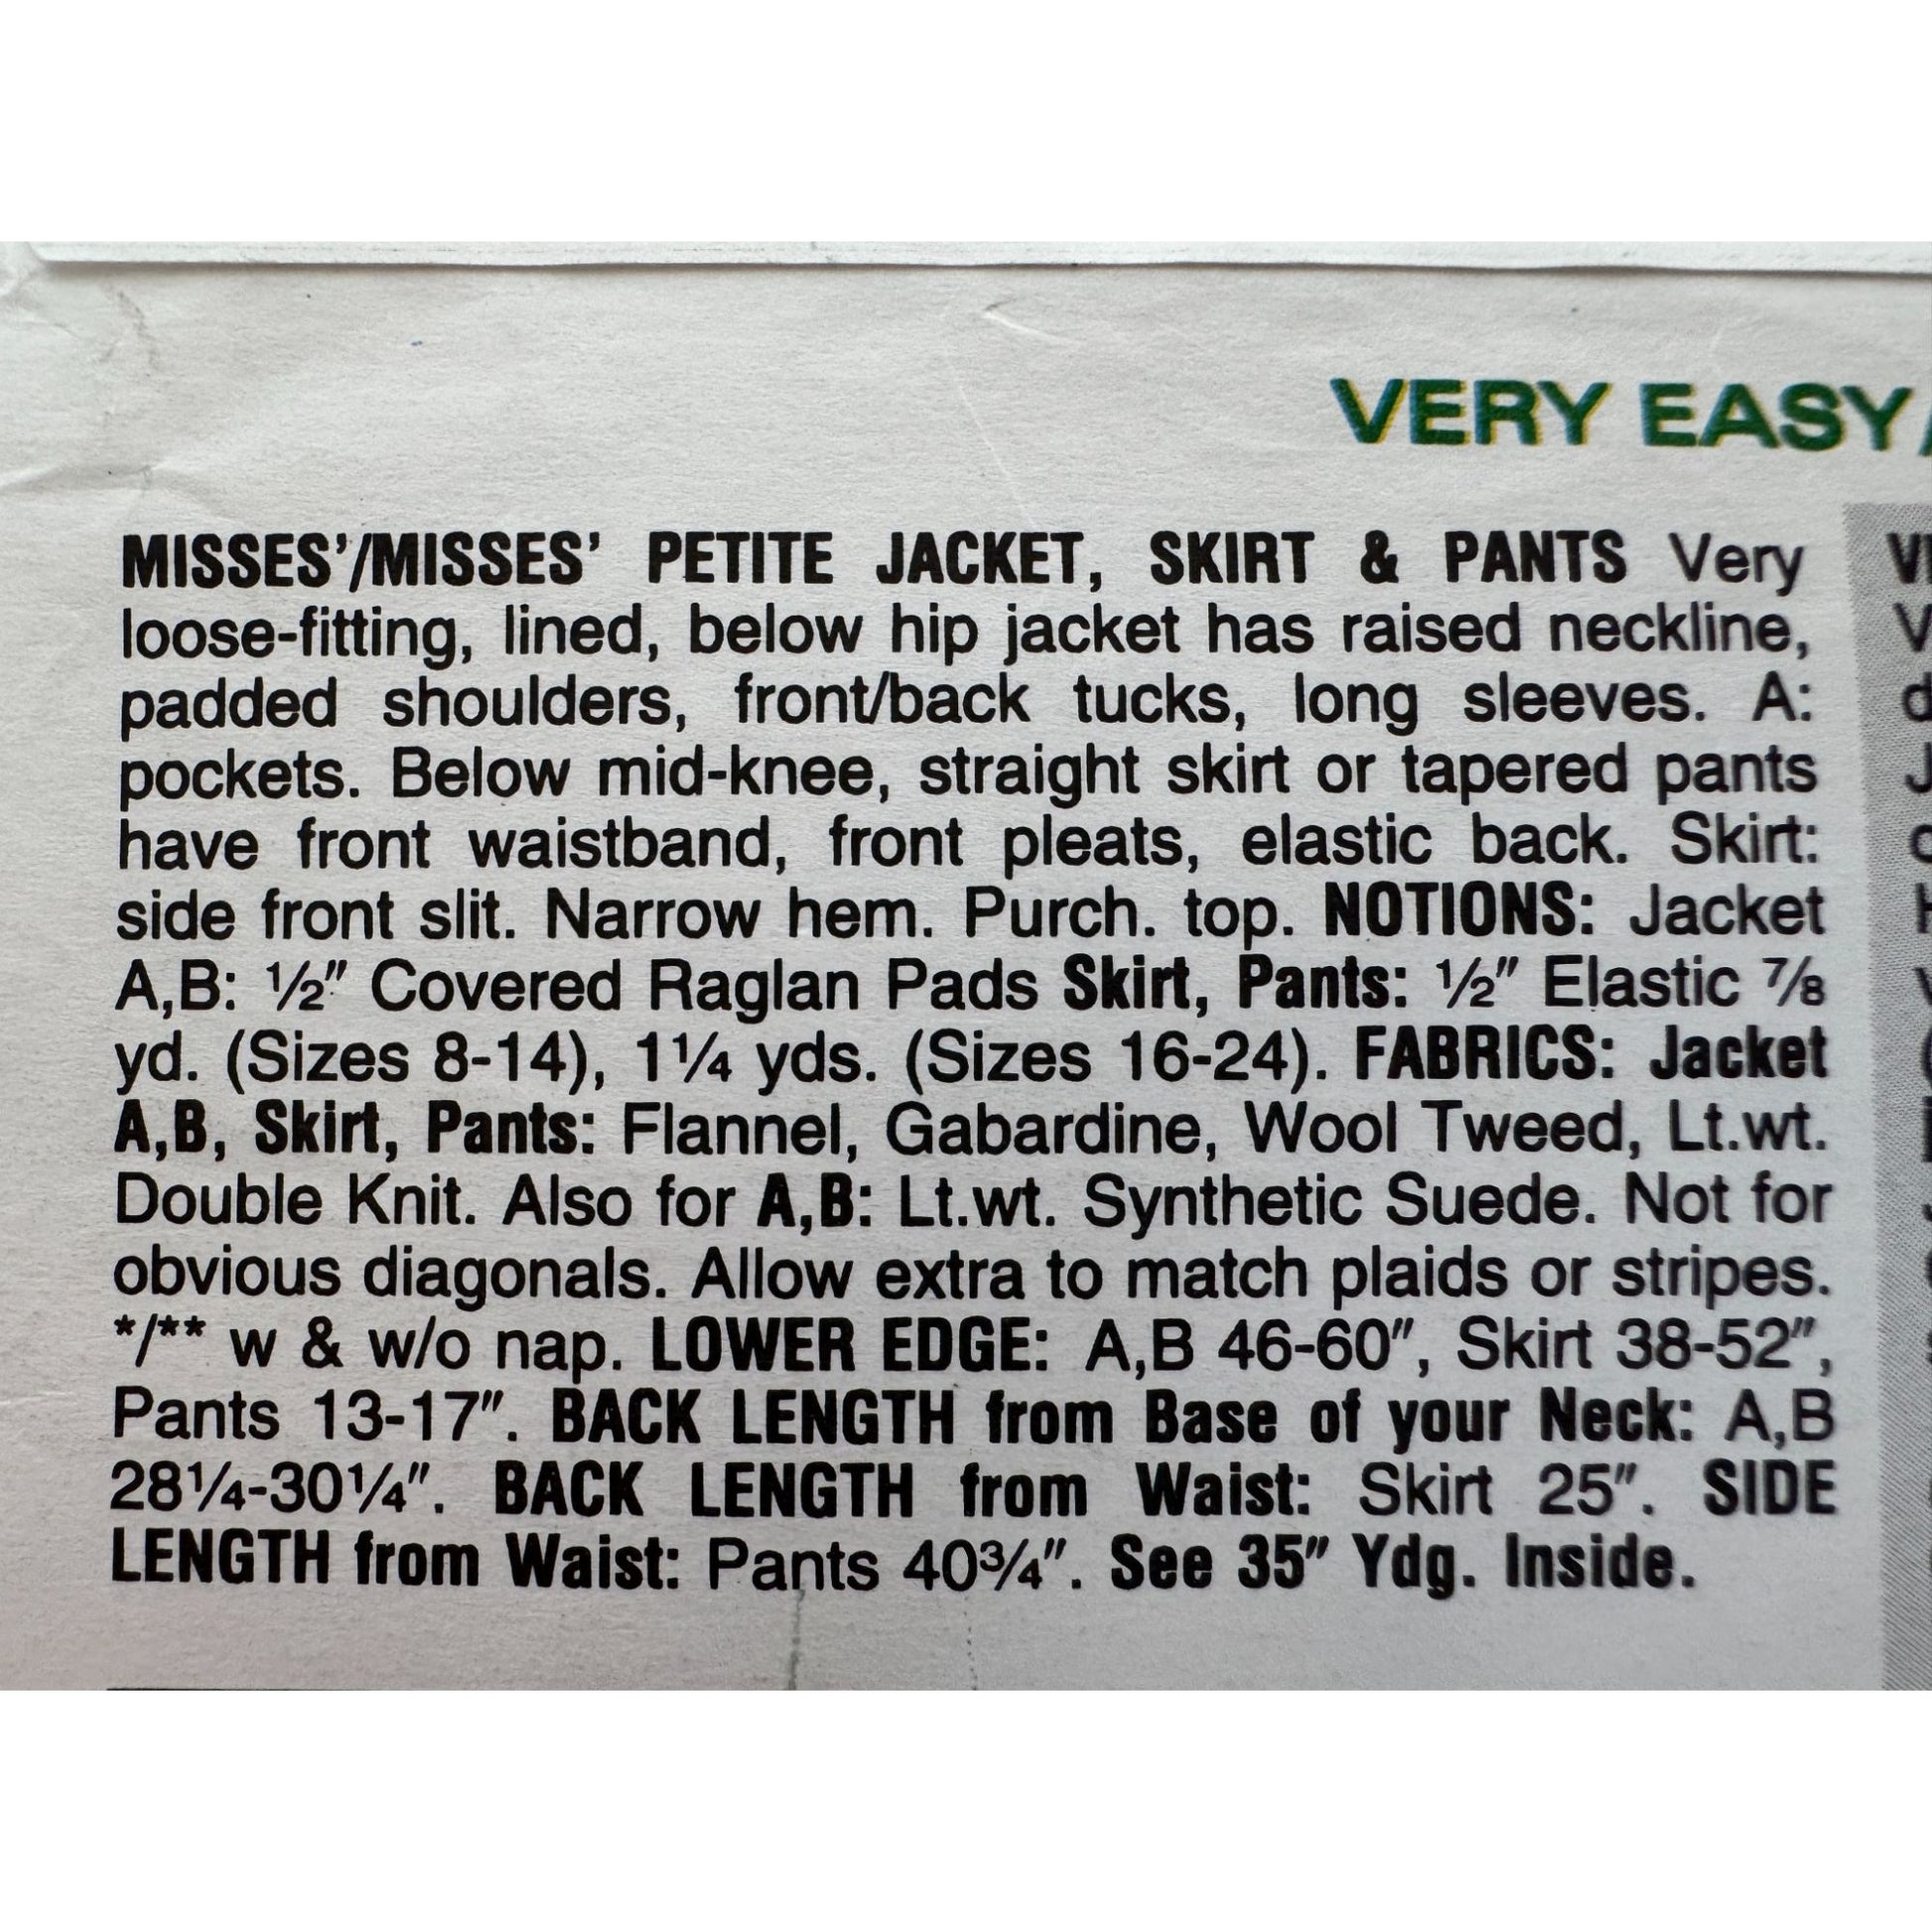 VERY EASY/
MISSES'/MISSES' PETITE JACKET, SKIRT & PANTS Very
loose-fitting, lined, below hip jacket has raised neckline,
padded shoulders, front/back tucks, long sleeves. A:
pockets. Below mid-knee, straight skirt or tapered pants
have front waistband, front pleats, elastic back. Skirt:
side front slit. Narrow hem. Purch. top. NOTIONS: Jacket
A,B: ½" Covered Raglan Pads Skirt, Pants: ½" Elastic ⅞
yd. (Sizes 8-14), 1¼ yds. (Sizes 16-24). FABRICS: Jacket
A,B, Skirt, Pants: Flannel, Gabardine, Wool Tweed, Lt.wt.
Double Knit. Also for A,B: Lt.wt. Synthetic Suede. Not for
obvious diagonals. Allow extra to match plaids or stripes.
*/** w & w/o nap. LOWER EDGE: A,B 46-60", Skirt 38-52",
Pants 13-17". BACK LENGTH from Base of your Neck: A,B
28¼-30¼". BACK LENGTH from Waist: Skirt 25". SIDE
LENGTH from Waist: Pants 40¾". See 35" Ydg. Inside.